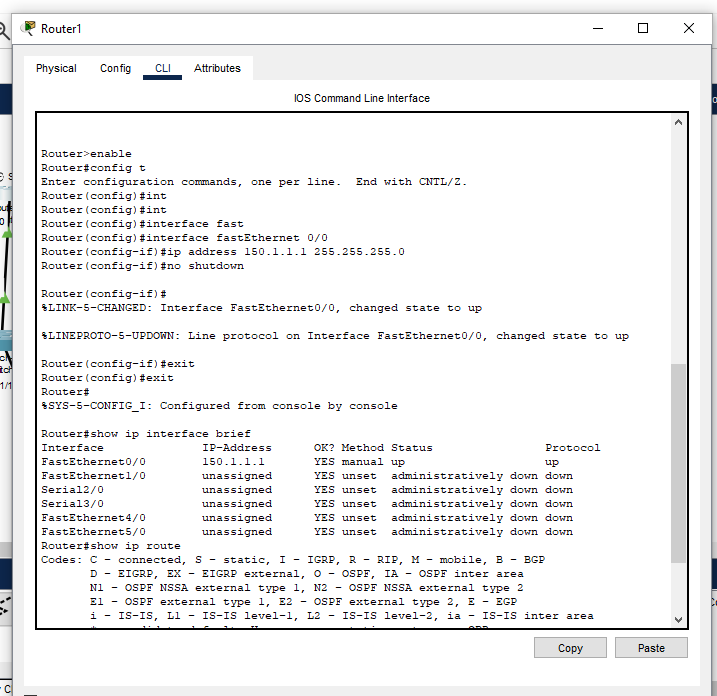 Router1
Physical Config CLI Attributes
IOS Command Line Interface
Router>enable
Router#config t
Enter configuration commands, one per line.  End with CNTL/Z.
Router(config)#int
Router(config)#int
Router(config)#interface fast
Router(config)#interface fastEthernet 0/0
Router(config-if)#ip address 150.1.1.1 255.255.255.0
Router(config-if)#no shutdown
Router(config-if)#
%LINK-5-CHANGED: Interface FastEthernet0/0, changed state to up
%LINEPROTO-5-UPDOWN: Line protocol on Interface FastEthernet0/0, changed state to up
Router(config-if)#exit
Router(config)#exit
Router#
%SYS-5-CONFIG_I: Configured from console by console
Router#show ip interface brief
Interface IP-Address OK? Method Status Protocol
FastEthernet0/0 150.1.1.1 YES manual up up
FastEthernet1/0 unassigned YES unset administratively down down
Serial2/0 unassigned YES unset administratively down down
Serial3/0 unassigned YES unset administratively down down
FastEthernet4/0 unassigned YES unset administratively down down
FastEthernet5/0 unassigned YES unset administratively down down
Router#show ip route
Codes: C - connected, S - static, I - IGRP, R - RIP, M - mobile, B - BGP
D - EIGRP, EX - EIGRP external, O - OSPF, IA - OSPF inter area
N1 - OSPF NSSA external type 1, N2 - OSPF NSSA external type 2
E1 - OSPF external type 1, E2 - OSPF external type 2, E - EGP
i - IS-IS, L1 - IS-IS level-1, L2 - IS-IS level-2, ia - IS-IS inter area
Copy Paste